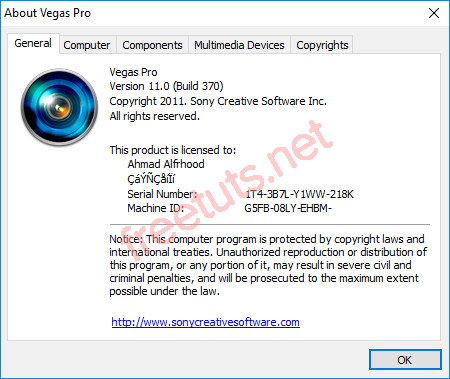 About Vegas Pro
General Computer Components Multimedia Devices Copyrights
Vegas Pro
Version 11.0 (Build 370)
Copyright 2011. Sony Creative Software Inc.
All rights reserved.
This product is licensed to:
Ahmad Alfrhood
ÇáÝÑÇåíÏí
Serial Number: 1T4-3B7L-Y1WW-218K
Machine ID: G5FB-08LY-EHBM-
Notice: This computer program is protected by copyright laws and
international treaties. Unauthorized reproduction or distribution of
this program, or any portion of it, may result in severe civil and
criminal penalties, and will be prosecuted to the maximum extent
possible under the law.
http://www.sonycreativesoftware.com
OK
freetuts.net